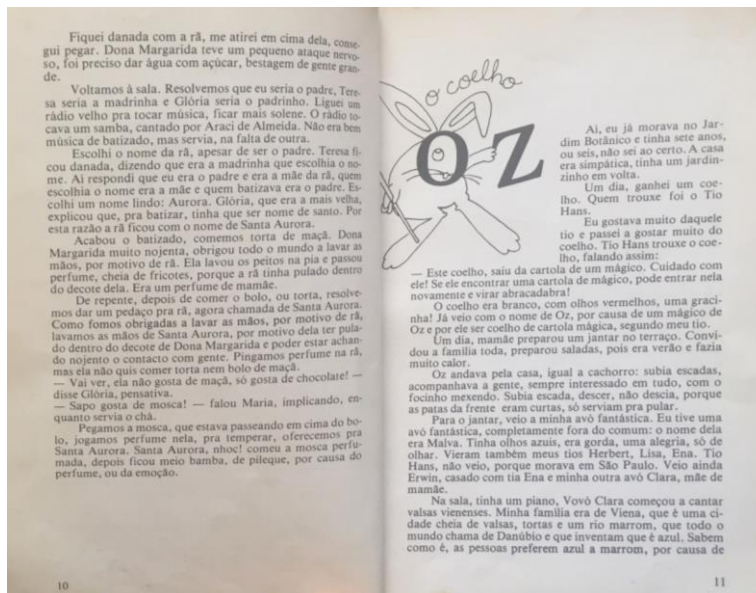 Fiquei danada com a rã, me atirei em cima dela, conse-
gui pegar. Dona Margarida teve um pequeno ataque nervo-
so, foi preciso dar água com açúcar, bestagem de gente gran-
de.
Voltamos à sala. Resolvemos que eu seria o padre, Tere-
sa seria a madrinha e Glória seria o padrinho. Liguei um
rádio velho pra tocar música, ficar mais solene. O rádio to-
cava um samba, cantado por Araci de Almeida. Não era bem
música de batizado, mas servia, na falta de outra.
Escolhi o nome da rã, apesar de ser o padre. Teresa fi-
cou danada, dizendo que era a madrinha que escolhia o no-
me. Aí respondi que eu era o padre e era a mãe da rã, quem
escolhia o nome era a mãe e quem batizava era o padre. Es-
colhi um nome lindo: Aurora. Glória, que era a mais velha,
explicou que, pra batizar, tinha que ser nome de santo. Por
esta razão a rã ficou com o nome de Santa Aurora.
Acabou o batizado, comemos torta de maçã. Dona
Margarida muito nojenta, obrigou todo o mundo a lavar as
mãos, por motivo de rã. Ela lavou os peitos na pia e passou
perfume, cheia de fricotes, porque a rã tinha pulado dentro
do decote dela. Era um perfume de mamãe.
De repente, depois de comer o bolo, ou torta, resolve-
mos dar um pedaço pra rã, agora chamada de Santa Aurora.
Como fomos obrigadas a lavar as mãos, por motivo de rã,
lavamos as mãos de Santa Aurora, por motivo dela ter pula-
do dentro do decote de Dona Margarida e poder estar achan-
do nojento o contacto com gente. Pingamos perfume na rã,
mas ela não quis comer torta nem bolo de maçã.
— Vai ver, ela não gosta de maçã, só gosta de chocolate! —
disse Glória, pensativa.
— Sapo gosta de mosca! — falou Maria, implicando, en-
quanto servia o chá.
Pegamos a mosca, que estava passeando em cima do bo-
lo, jogamos perfume nela, pra temperar, oferecemos pra
Santa Aurora. Santa Aurora, nhoc! comeu a mosca perfu-
mada, depois ficou meio bamba, de pileque, por causa do
perfume, ou da emoção.
10
o coelho
OZ
Aí, eu já morava no Jar-
dim Botânico e tinha sete anos,
ou seis, não sei ao certo. A casa
era simpática, tinha um jardin-
zinho em volta.
Um dia, ganhei um coe-
lho. Quem trouxe foi o Tio
Hans.
Eu gostava muito daquele
tio e passei a gostar muito do
coelho. Tio Hans trouxe o coe-
lho, falando assim:
— Este coelho, saiu da cartola de um mágico. Cuidado com
ele! Se ele encontrar uma cartola de mágico, pode entrar nela
novamente e virar abracadabra!
O coelho era branco, com olhos vermelhos, uma graci-
nha! Já veio com o nome de Oz, por causa de um mágico de
Oz e por ele ser coelho de cartola mágica, segundo meu tio.
Um dia, mamãe preparou um jantar no terraço. Convi-
dou a família toda, preparou saladas, pois era verão e fazia
muito calor.
Oz andava pela casa, igual a cachorro: subia escadas,
acompanhava a gente, sempre interessado em tudo, com o
focinho mexendo. Subia escada, descer, não descia, porque
as patas da frente eram curtas, só serviam pra pular.
Para o jantar, veio a minha avó fantástica. Eu tive uma
avó fantástica, completamente fora do comum: o nome dela
era Malva. Tinha olhos azuis, era gorda, uma alegria, só de
olhar. Vieram também meus tios Herbert, Lisa, Ena. Tio
Hans, não veio, porque morava em São Paulo. Veio ainda
Erwin, casado com tia Ena e minha outra avó Clara, mãe de
mamãe.
Na sala, tinha um piano, Vovó Clara começou a cantar
valsas vienenses. Minha família era de Viena, que é uma ci-
dade cheia de valsas, tortas e um rio marrom, que todo o
mundo chama de Danúbio e que inventam que é azul. Sabem
como é, as pessoas preferem azul a marrom, por causa de
11